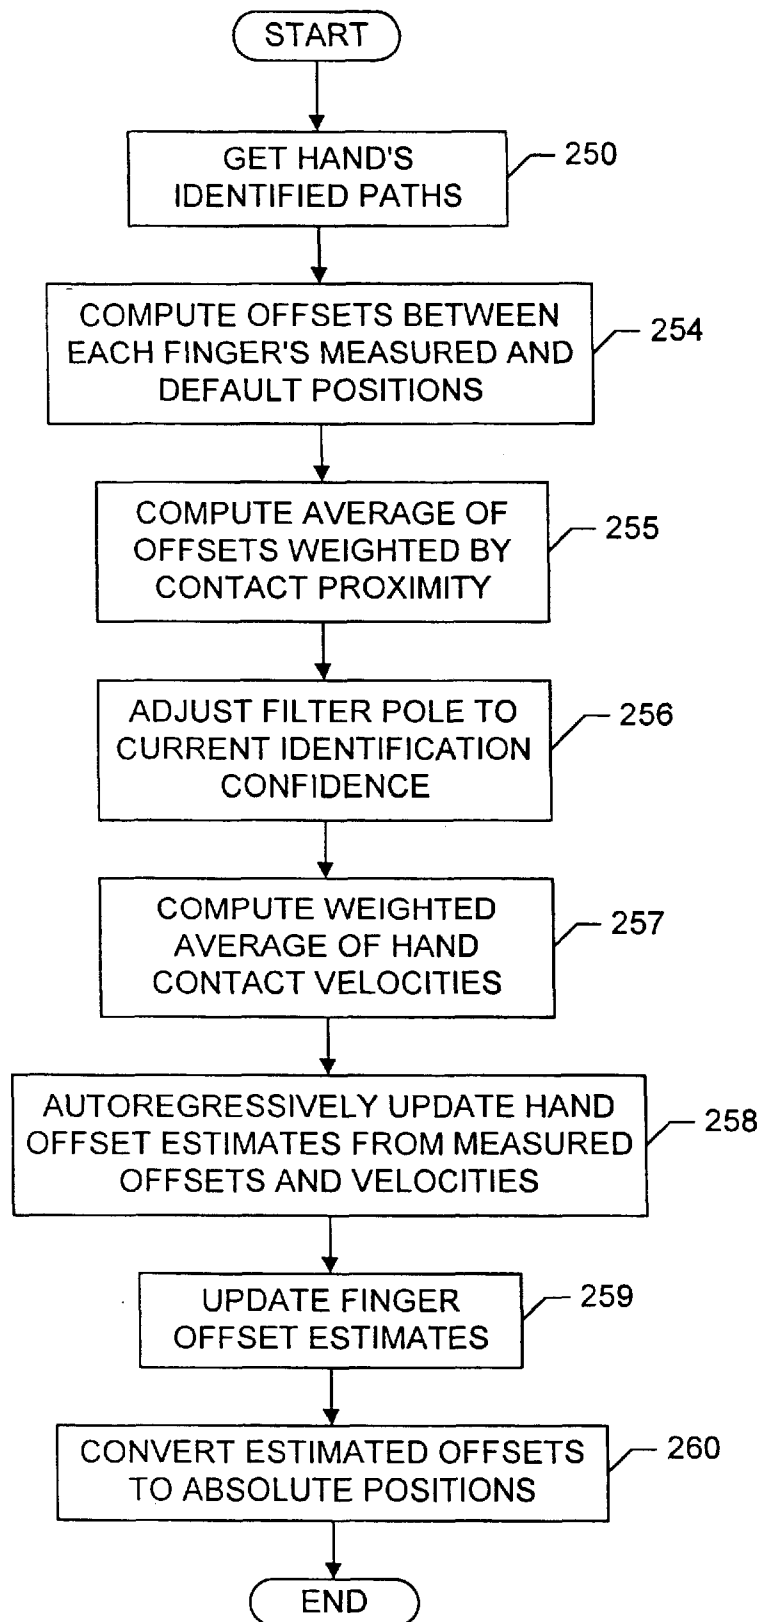 START
GET HAND'S
IDENTIFIED PATHS
250
COMPUTE OFFSETS BETWEEN
EACH FINGER'S MEASURED AND
DEFAULT POSITIONS
254
COMPUTE AVERAGE OF
OFFSETS WEIGHTED BY
CONTACT PROXIMITY
255
ADJUST FILTER POLE TO
CURRENT IDENTIFICATION
CONFIDENCE
256
COMPUTE WEIGHTED
AVERAGE OF HAND
CONTACT VELOCITIES
257
AUTOREGRESSIVELY UPDATE HAND
OFFSET ESTIMATES FROM MEASURED
OFFSETS AND VELOCITIES
258
UPDATE FINGER
OFFSET ESTIMATES
259
CONVERT ESTIMATED OFFSETS
TO ABSOLUTE POSITIONS
260
END